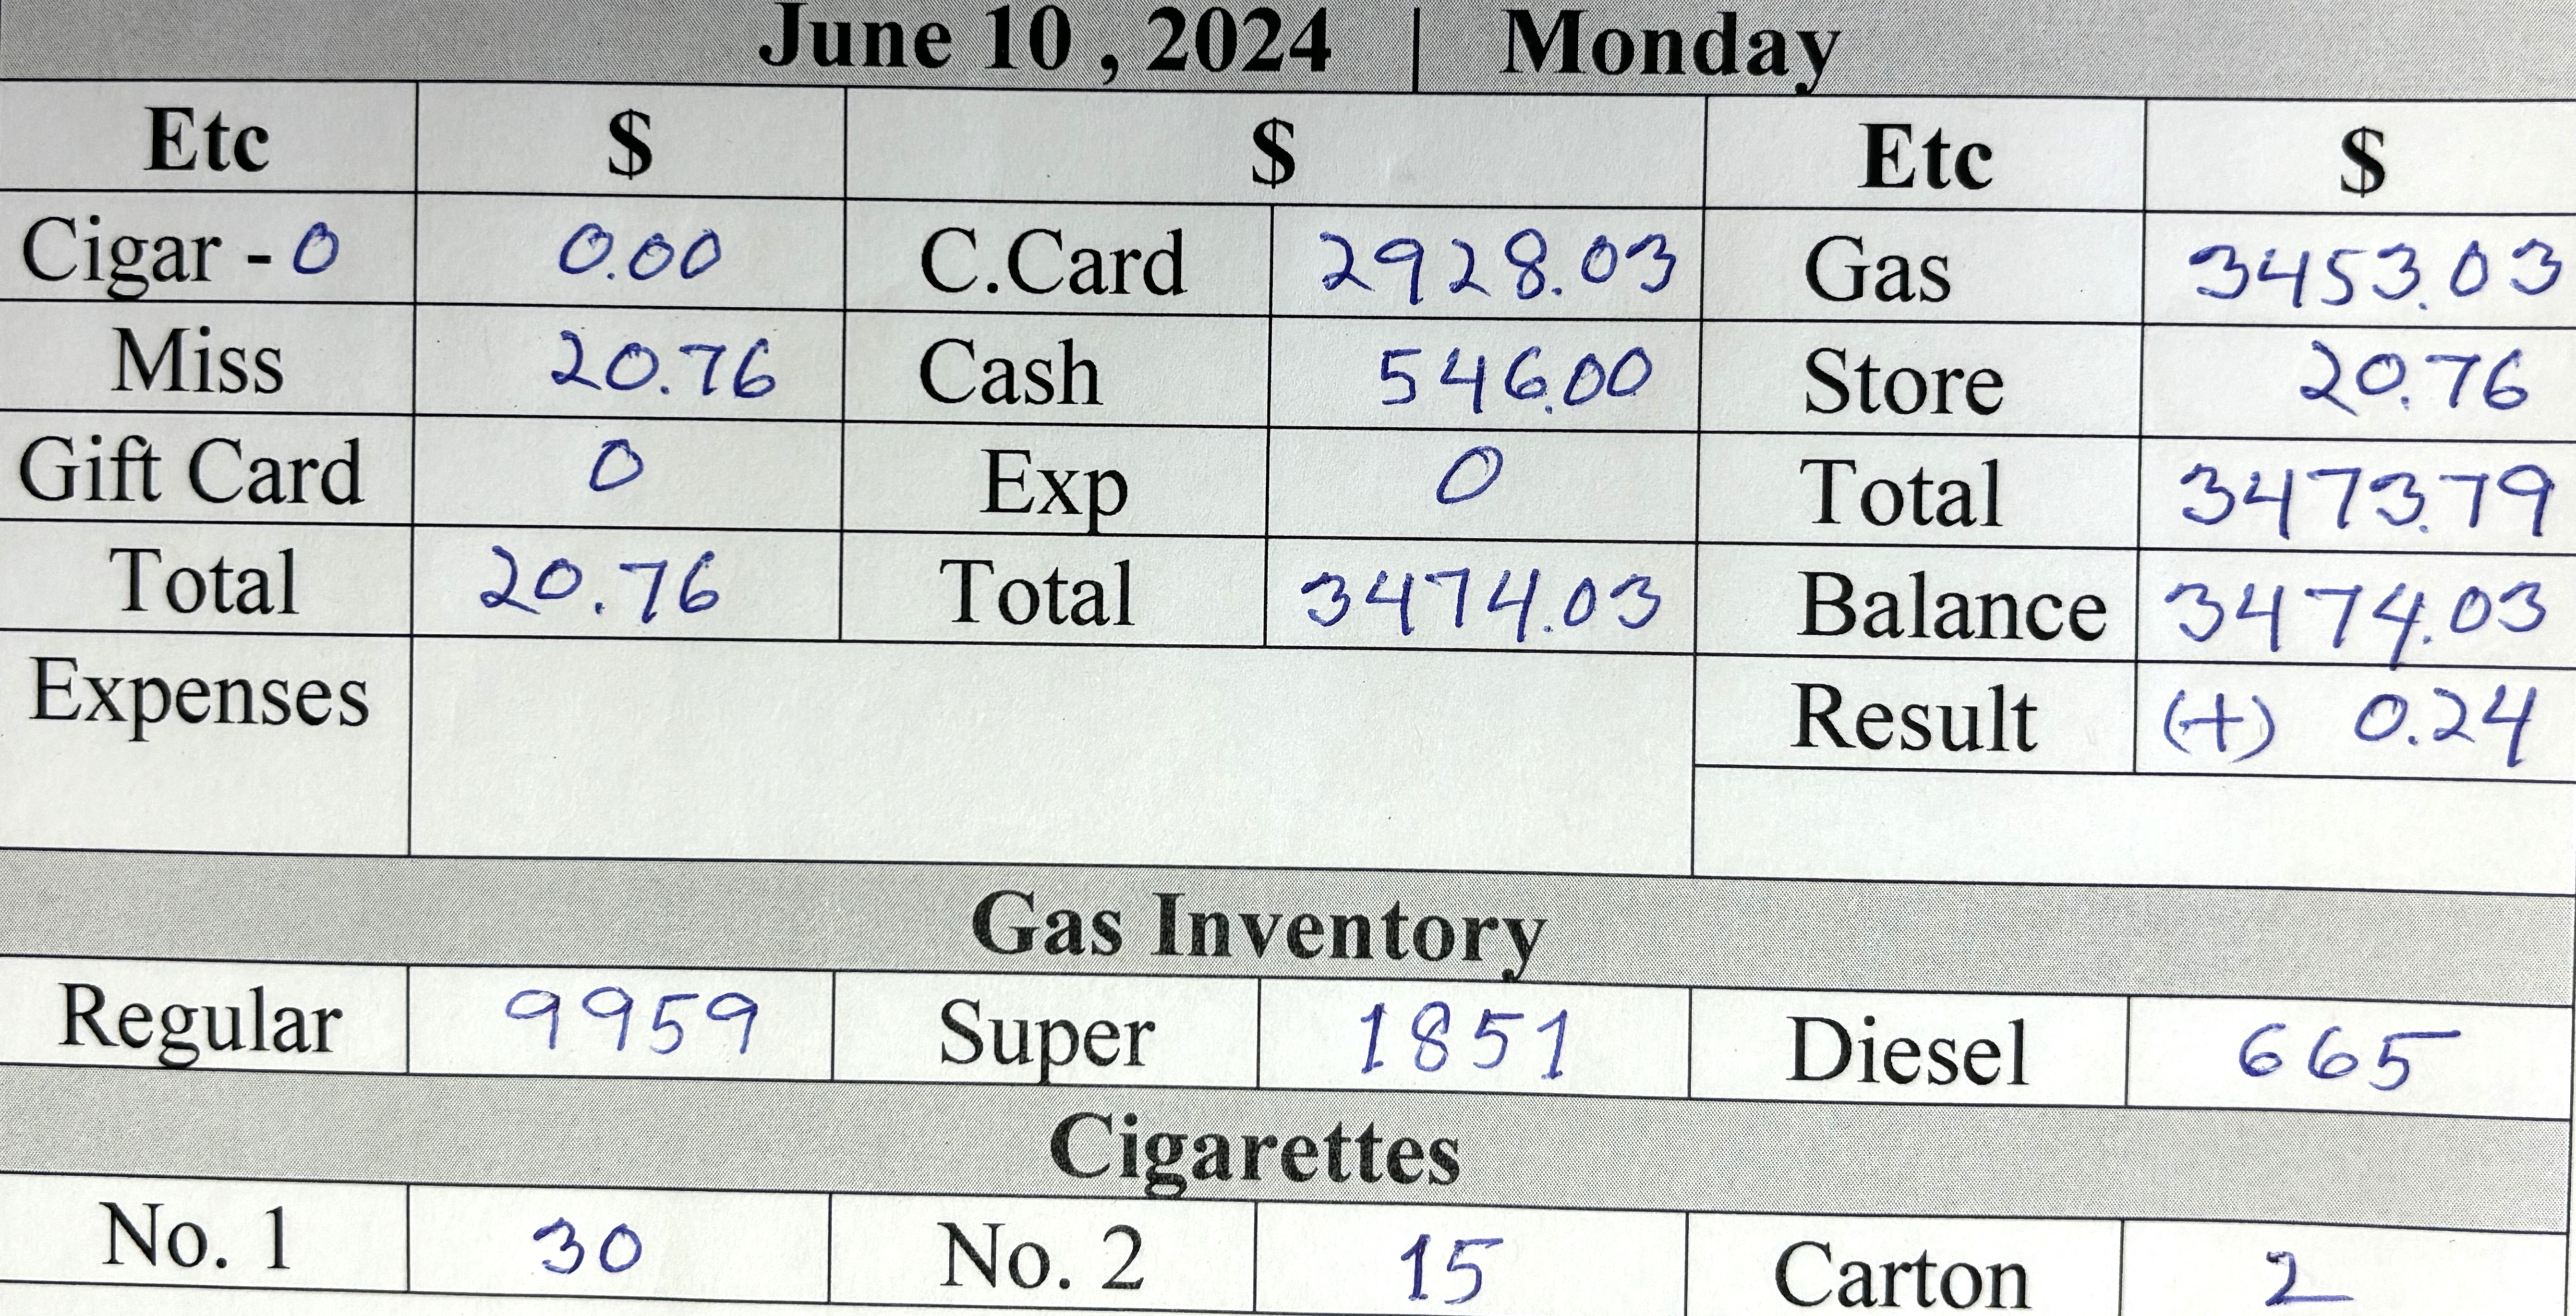 June 10 , 2024 | Monday
Etc $ $ Etc $
Cigar - 0 0.00 C.Card 2928.03 Gas 3453.03
Miss 20.76 Cash 546.00 Store 20.76
Gift Card 0 Exp 0 Total 3473.79
Total 20.76 Total 3474.03 Balance 3474.03
Expenses Result (+) 0.24
Gas Inventory
Regular 9959 Super 1851 Diesel 665
Cigarettes
No. 1 30 No. 2 15 Carton 2